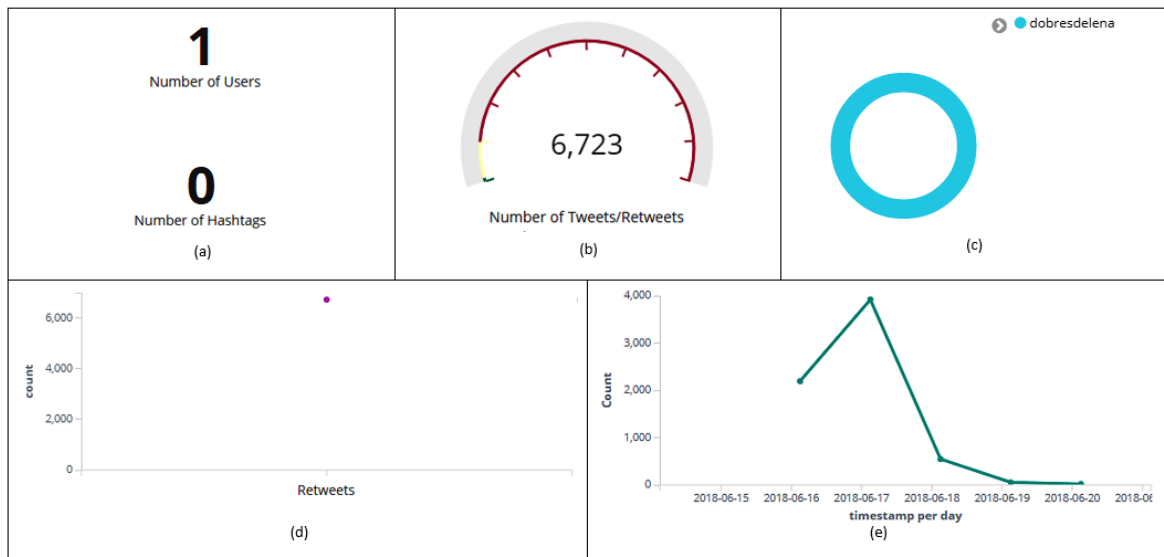 1
Number of Users
0
Number of Hashtags
(a)
6,723
Number of Tweets/Retweets
(b)
dobresdelena
(c)
6,000
4,000
2,000
0
count
Retweets
(d)
4,000
3,000
2,000
1,000
0
Count
2018-06-15 2018-06-16 2018-06-17 2018-06-18 2018-06-19 2018-06-20 2018-0
timestamp per day
(e)